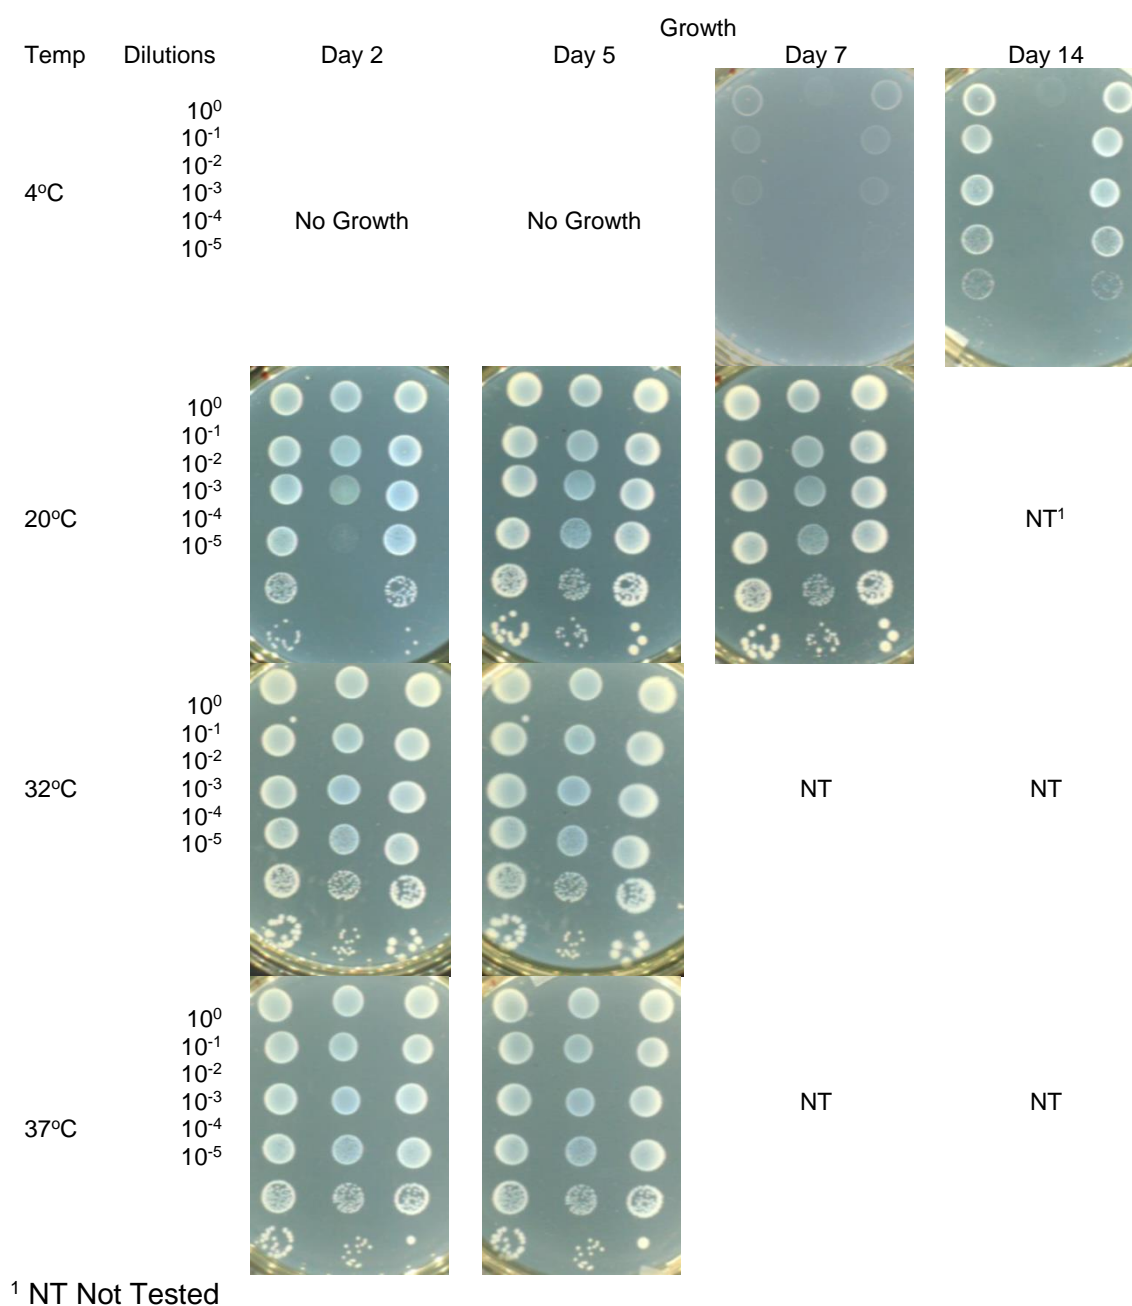 Growth
Temp Dilutions Day 2 Day 5 Day 7 Day 14
10⁰
10⁻¹
10⁻²
4ºC 10⁻³
10⁻⁴ No Growth No Growth
10⁻⁵
10⁰
10⁻¹
10⁻²
10⁻³
20ºC 10⁻⁴ NT¹
10⁻⁵
10⁰
10⁻¹
10⁻²
32ºC 10⁻³ NT NT
10⁻⁴
10⁻⁵
10⁰
10⁻¹
10⁻²
10⁻³ NT NT
37ºC 10⁻⁴
10⁻⁵
¹ NT Not Tested